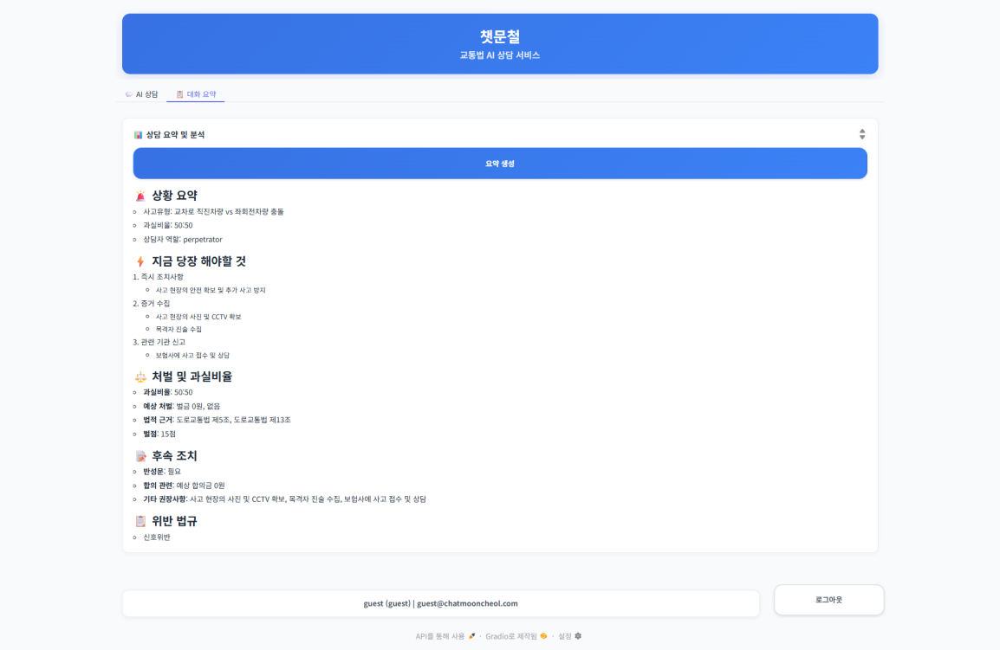 챗문철
교통법 AI 상담 서비스
AI 상담
대화 요약
상담 요약 및 분석
요약 생성
상황 요약
사고유형: 교차로 직진차량 vs 좌회전차량 충돌
과실비율: 50:50
상담자 역할: perpetrator
지금 당장 해야할 것
1. 즉시 조치사항
사고 현장의 안전 확보 및 추가 사고 방지
2. 증거 수집
사고 현장의 사진 및 CCTV 확보
목격자 진술 수집
3. 관련 기관 신고
보험사에 사고 접수 및 상담
처벌 및 과실비율
과실비율: 50:50
예상 처벌: 벌금 0원, 없음
법적 근거: 도로교통법 제5조, 도로교통법 제13조
벌점: 15점
후속 조치
반성문: 필요
합의 관련: 예상 합의금 0원
기타 권장사항: 사고 현장의 사진 및 CCTV 확보, 목격자 진술 수집, 보험사에 사고 접수 및 상담
위반 법규
신호위반
guest (guest) | guest@chatmooncheol.com
로그아웃
API를 통해 사용 · Gradio로 제작됨 · 설정